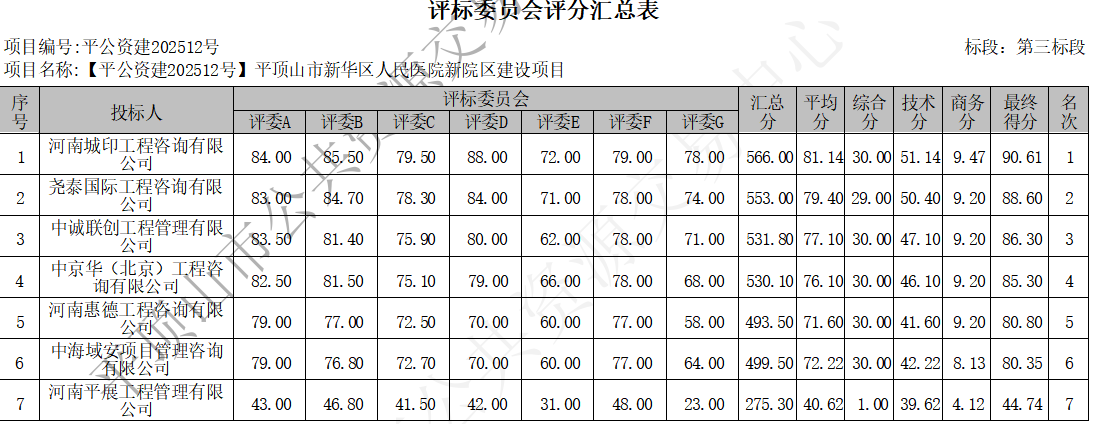 评标委员会评分汇总表
项目编号:平公资建202512号 标段：第三标段
项目名称:【平公资建202512号】平顶山市新华区人民医院新院区建设项目
序号 投标人 评标委员会 汇总分 平均分 综合分 技术分 商务分 最终得分 名次
评委A 评委B 评委C 评委D 评委E 评委F 评委G
1 河南城印工程咨询有限公司 84.00 85.50 79.50 88.00 72.00 79.00 78.00 566.00 81.14 30.00 51.14 9.47 90.61 1
2 尧泰国际工程咨询有限公司 83.00 84.70 78.30 84.00 71.00 78.00 74.00 553.00 79.40 29.00 50.40 9.20 88.60 2
3 中诚联创工程管理有限公司 83.50 81.40 75.90 80.00 62.00 78.00 71.00 531.80 77.10 30.00 47.10 9.20 86.30 3
4 中京华（北京）工程咨询有限公司 82.50 81.50 75.10 79.00 66.00 78.00 68.00 530.10 76.10 30.00 46.10 9.20 85.30 4
5 河南惠德工程咨询有限公司 79.00 77.00 72.50 70.00 60.00 77.00 58.00 493.50 71.60 30.00 41.60 9.20 80.80 5
6 中海域安项目管理咨询有限公司 79.00 76.80 72.70 70.00 60.00 77.00 64.00 499.50 72.22 30.00 42.22 8.13 80.35 6
7 河南平展工程管理有限公司 43.00 46.80 41.50 42.00 31.00 48.00 23.00 275.30 40.62 1.00 39.62 4.12 44.74 7
平顶山市公共资源交易
公共资源交易中心